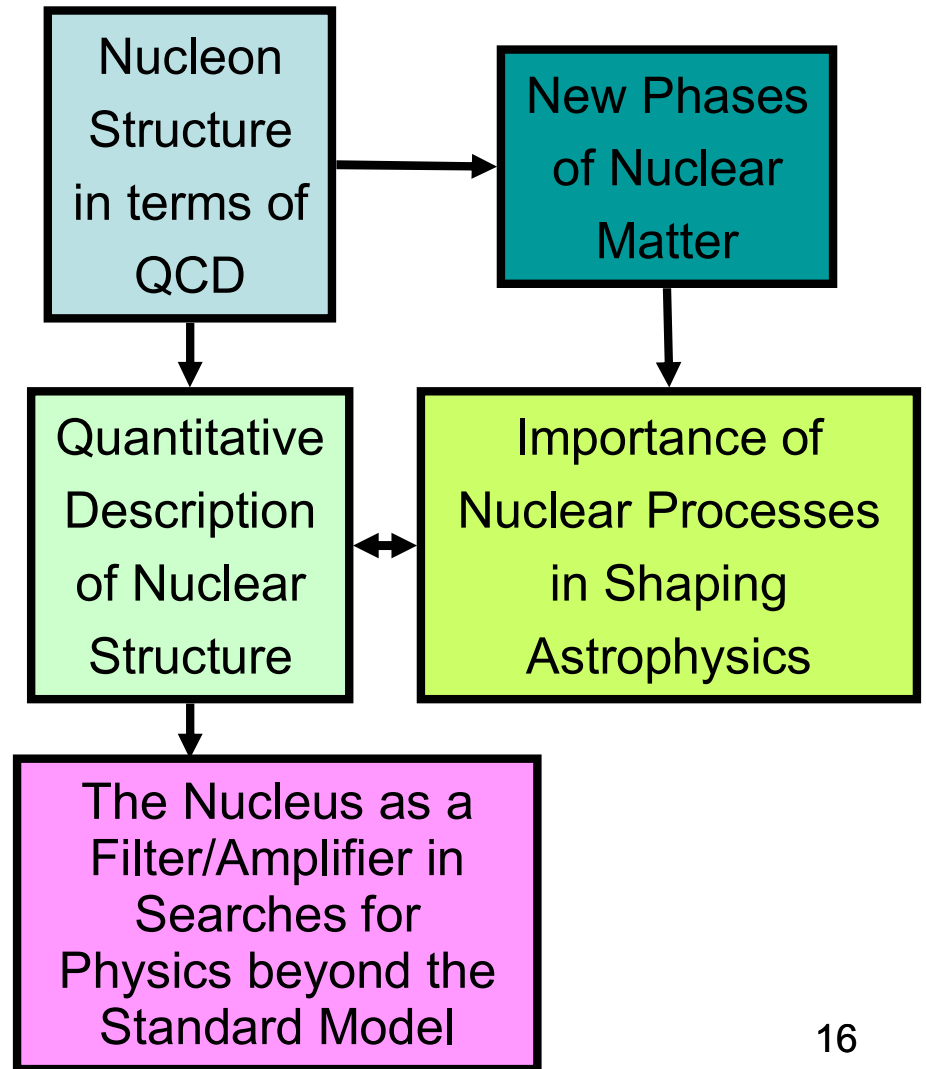 Nucleon
Structure
in terms of
QCD
New Phases
of Nuclear
Matter
Quantitative
Description
of Nuclear
Structure
Importance of
Nuclear Processes
in Shaping
Astrophysics
The Nucleus as a
Filter/Amplifier in
Searches for
Physics beyond the
Standard Model
16